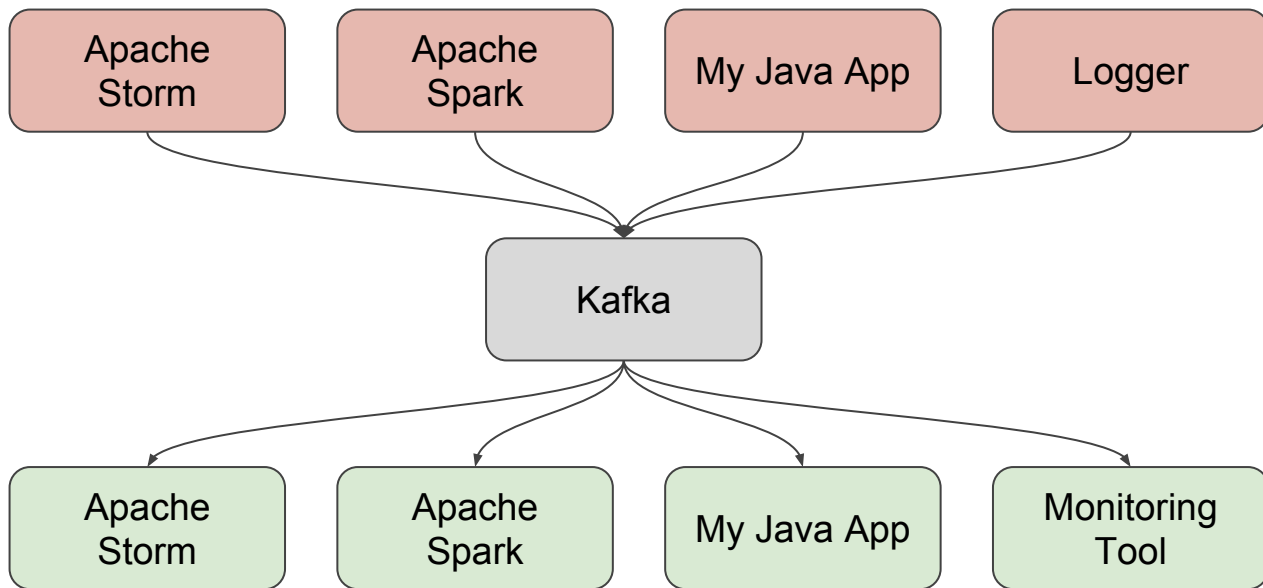 Apache
Storm
Apache
Spark
My Java App
Logger
Kafka
Apache
Storm
Apache
Spark
My Java App
Monitoring
Tool